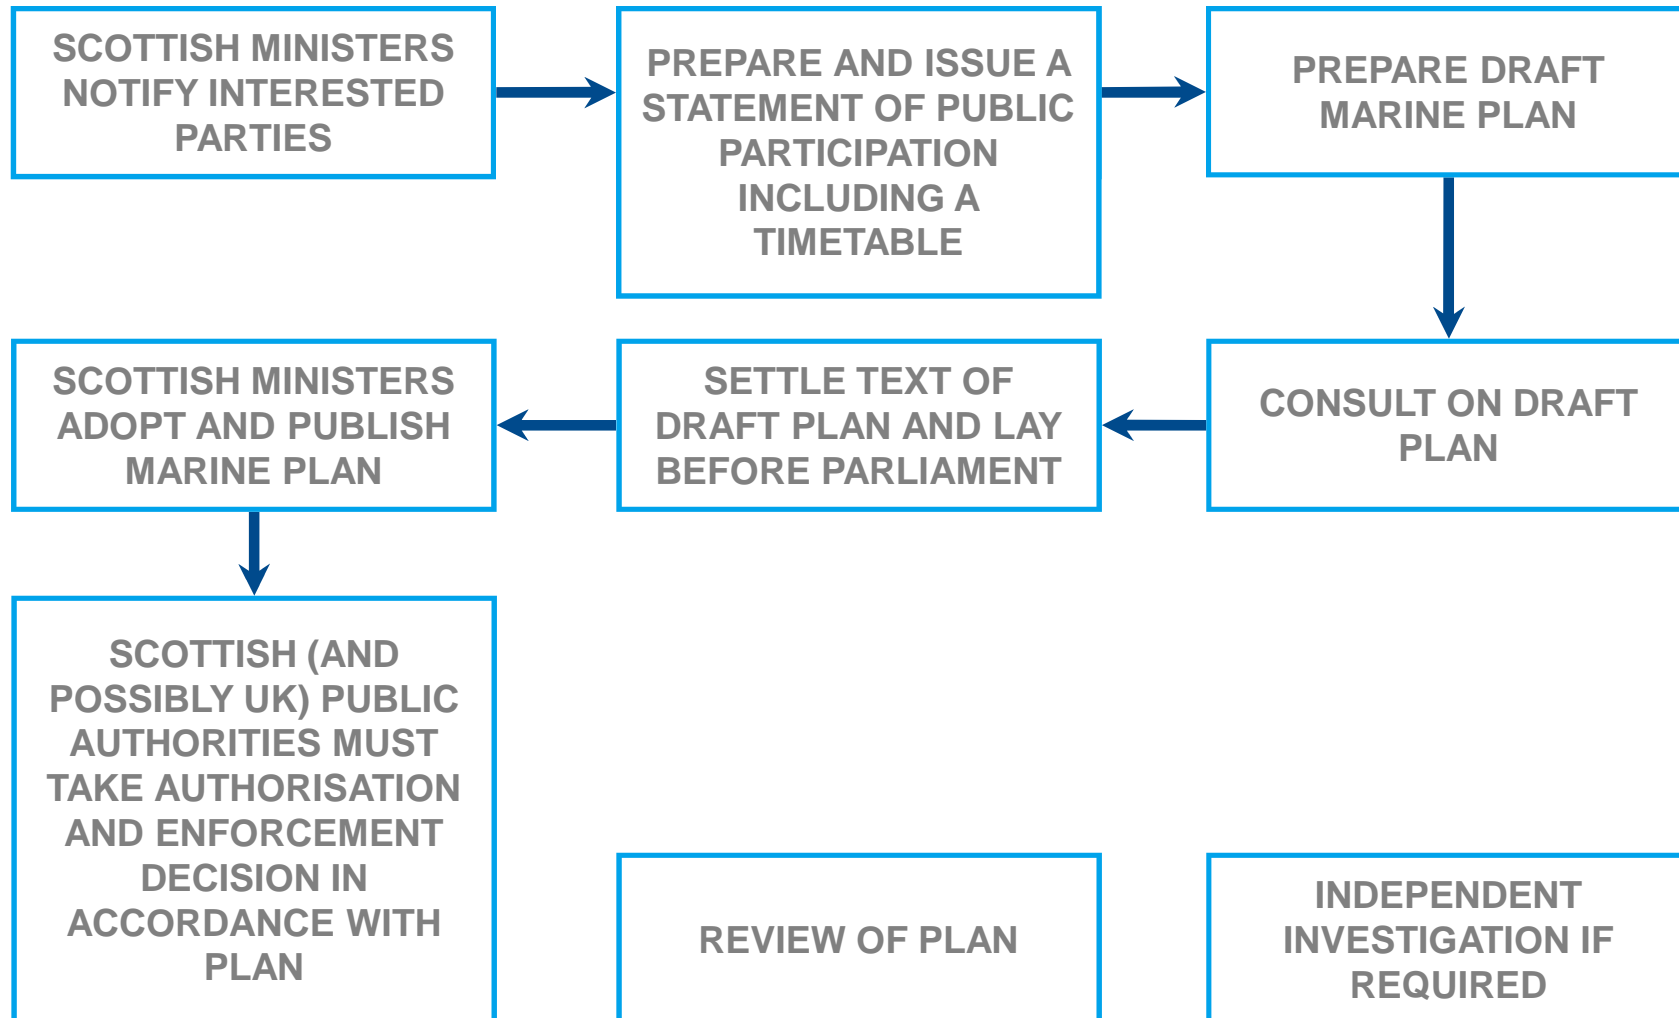 SCOTTISH MINISTERS
NOTIFY INTERESTED
PARTIES
PREPARE AND ISSUE A
STATEMENT OF PUBLIC
PARTICIPATION
INCLUDING A
TIMETABLE
PREPARE DRAFT
MARINE PLAN
CONSULT ON DRAFT
PLAN
SETTLE TEXT OF
DRAFT PLAN AND LAY
BEFORE PARLIAMENT
SCOTTISH MINISTERS
ADOPT AND PUBLISH
MARINE PLAN
SCOTTISH (AND
POSSIBLY UK) PUBLIC
AUTHORITIES MUST
TAKE AUTHORISATION
AND ENFORCEMENT
DECISION IN
ACCORDANCE WITH
PLAN
REVIEW OF PLAN
INDEPENDENT
INVESTIGATION IF
REQUIRED